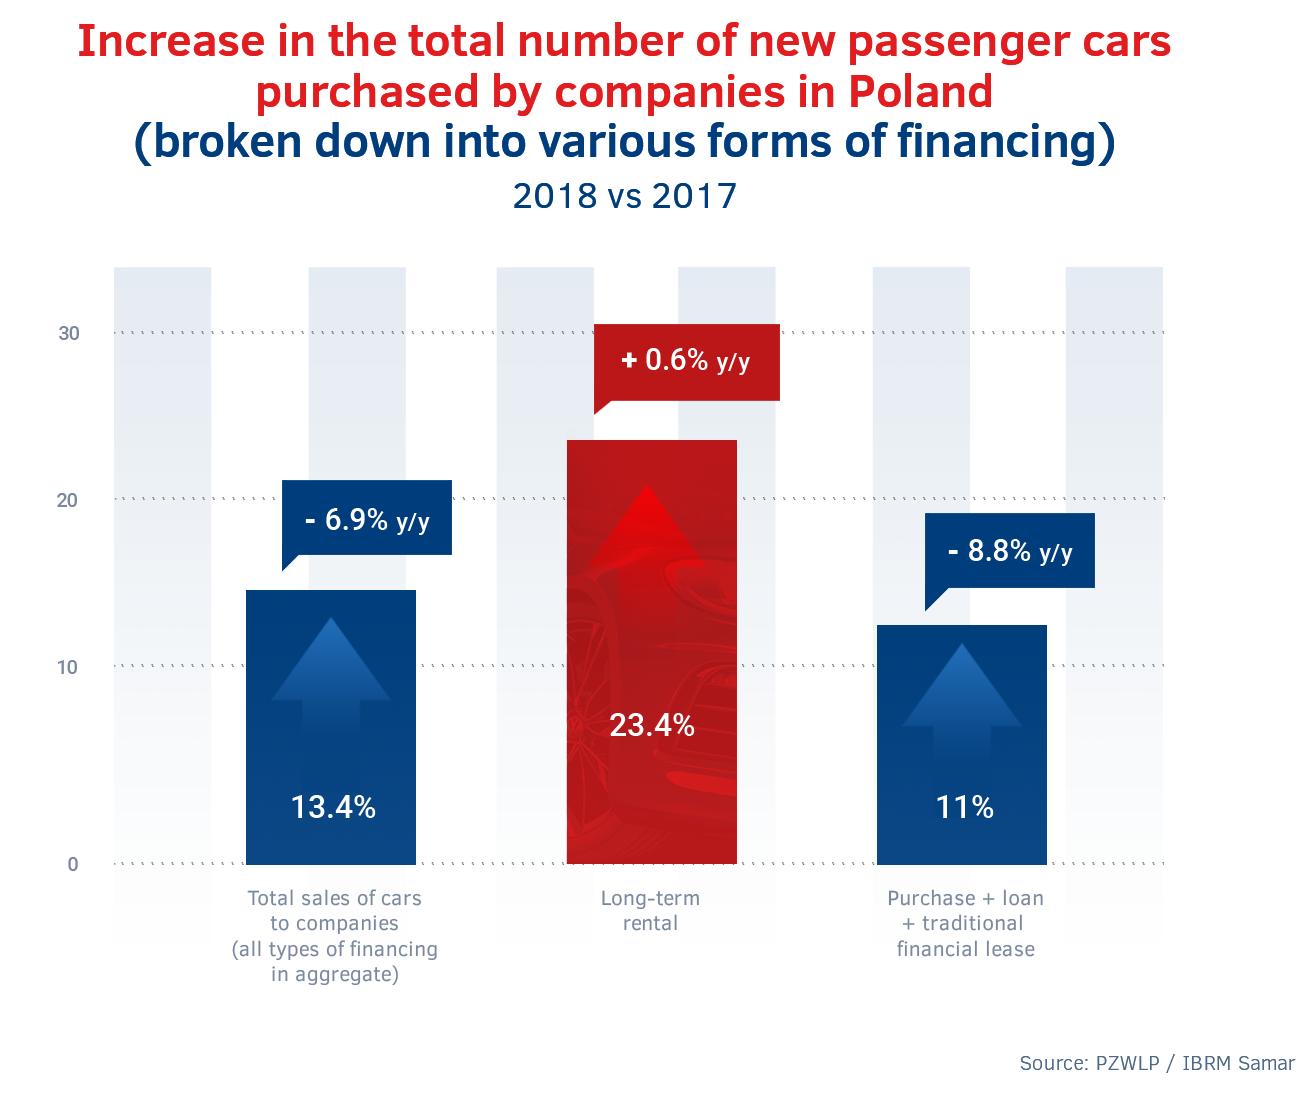 Increase in the total number of new passenger cars
purchased by companies in Poland
(broken down into various forms of financing)
2018 vs 2017
30
+ 0.6% y/y
20
- 6.9% y/y
- 8.8% y/y
10
23.4%
13.4%
11%
0
Total sales of cars
to companies
(all types of financing
in aggregate)
Long-term
rental
Purchase + loan
+ traditional
financial lease
Source: PZWLP / IBRM Samar